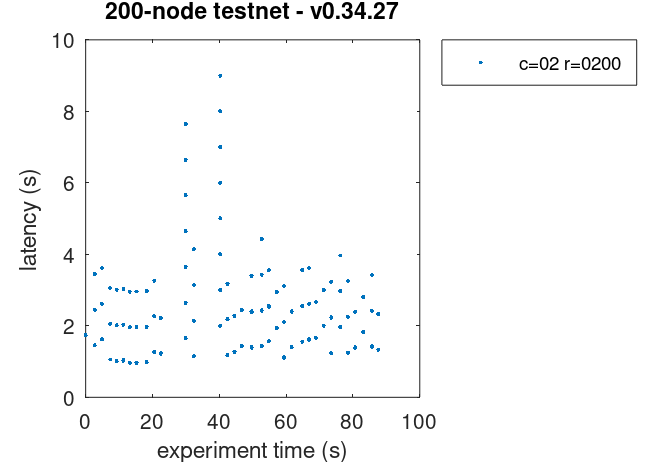 200-node testnet - v0.34.27
c=02 r=0200
latency (s)
10
8
6
4
2
0
0 20 40 60 80 100
experiment time (s)